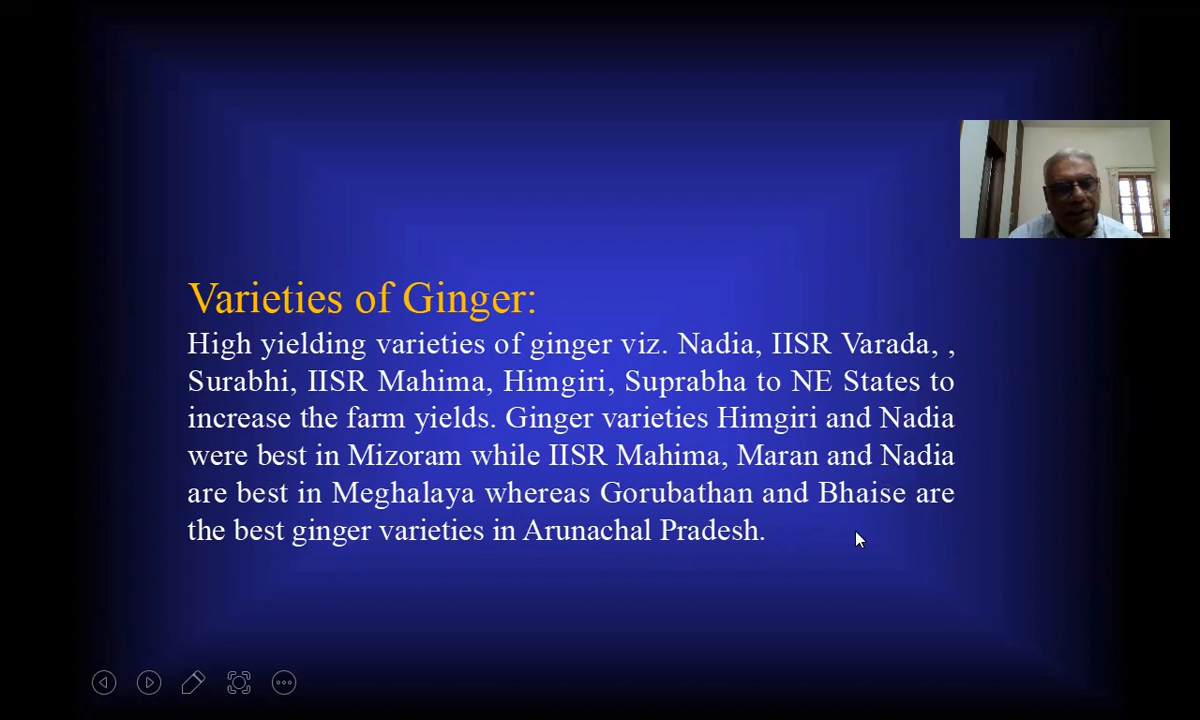 Varieties of Ginger:
High yielding varieties of ginger viz. Nadia, IISR Varada, ,
Surabhi, IISR Mahima, Himgiri, Suprabha to NE States to
increase the farm yields. Ginger varieties Himgiri and Nadia
were best in Mizoram while IISR Mahima, Maran and Nadia
are best in Meghalaya whereas Gorubathan and Bhaise are
the best ginger varieties in Arunachal Pradesh.